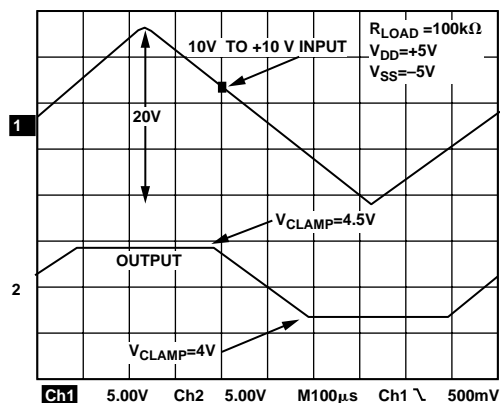 R_LOAD =100kΩ
10V TO +10 V INPUT
V_DD=+5V
V_SS=–5V
20V
1
V_CLAMP=4.5V
OUTPUT
2
V_CLAMP=4V
Ch1 5.00V Ch2 5.00V M100µs Ch1 500mV